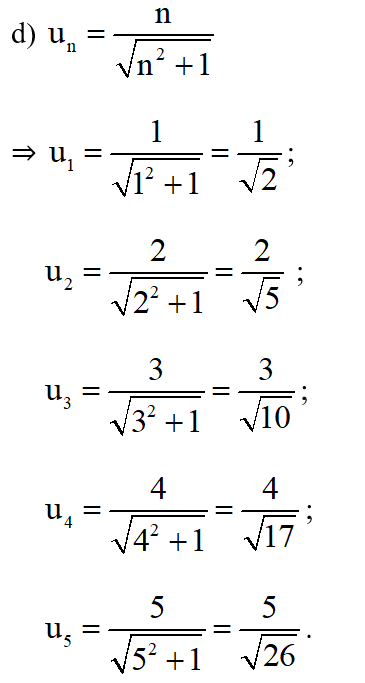 d) uₙ = n/√(n² + 1)
⇒ u₁ = 1/√(1² + 1) = 1/√2 ;
u₂ = 2/√(2² + 1) = 2/√5 ;
u₃ = 3/√(3² + 1) = 3/√10 ;
u₄ = 4/√(4² + 1) = 4/√17 ;
u₅ = 5/√(5² + 1) = 5/√26 .